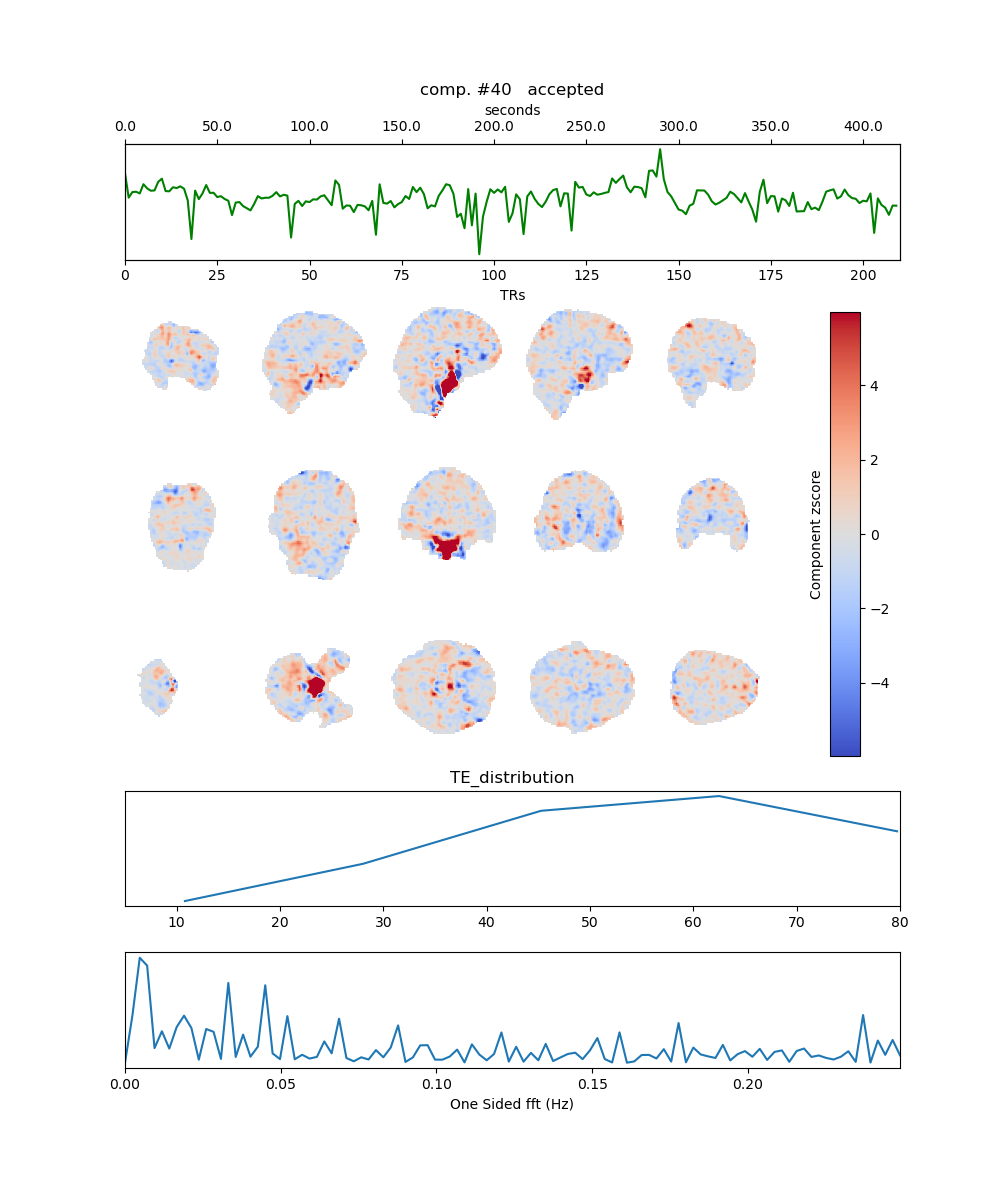 comp. #40   accepted
seconds
0.0 50.0 100.0 150.0 200.0 250.0 300.0 350.0 400.0
0 25 50 75 100 125 150 175 200
TRs
4
2
0
−2
−4
Component zscore
TE_distribution
10 20 30 40 50 60 70 80
0.00 0.05 0.10 0.15 0.20
One Sided fft (Hz)